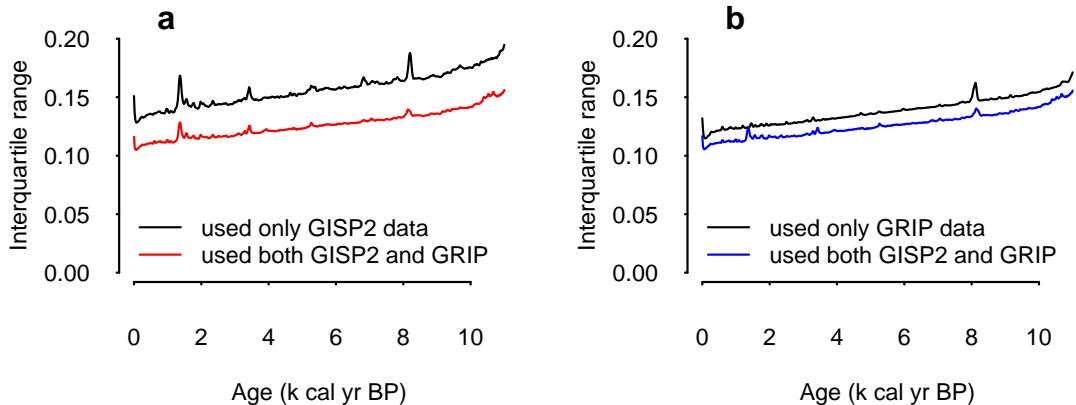 a
0.20
0.15
0.10
0.05
0.00
Interquartile range
used only GISP2 data
used both GISP2 and GRIP
0 2 4 6 8 10
Age (k cal yr BP)
b
0.20
0.15
0.10
0.05
0.00
Interquartile range
used only GRIP data
used both GISP2 and GRIP
0 2 4 6 8 10
Age (k cal yr BP)